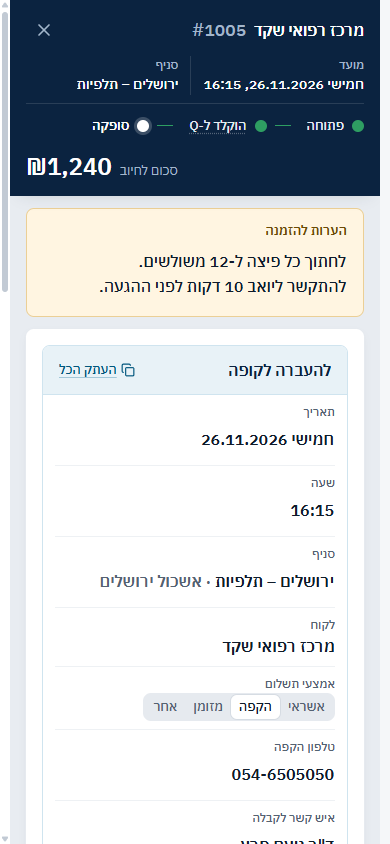 מרכז רפואי שקד #1005
מועד
חמישי 26.11.2026, 16:15
סניף
ירושלים – תלפיות
פתוחה
הוקלד ל-Q
סופקה
סכום לחיוב ₪1,240
הערות להזמנה
לחתוך כל פיצה ל-12 משולשים.
להתקשר ליואב 10 דקות לפני ההגעה.
להעברה לקופה
העתק הכל
תאריך
חמישי 26.11.2026
שעה
16:15
סניף
ירושלים – תלפיות · אשכול ירושלים
לקוח
מרכז רפואי שקד
אמצעי תשלום
אשראי הקפה מזומן אחר
טלפון הקפה
054-6505050
איש קשר לקבלה